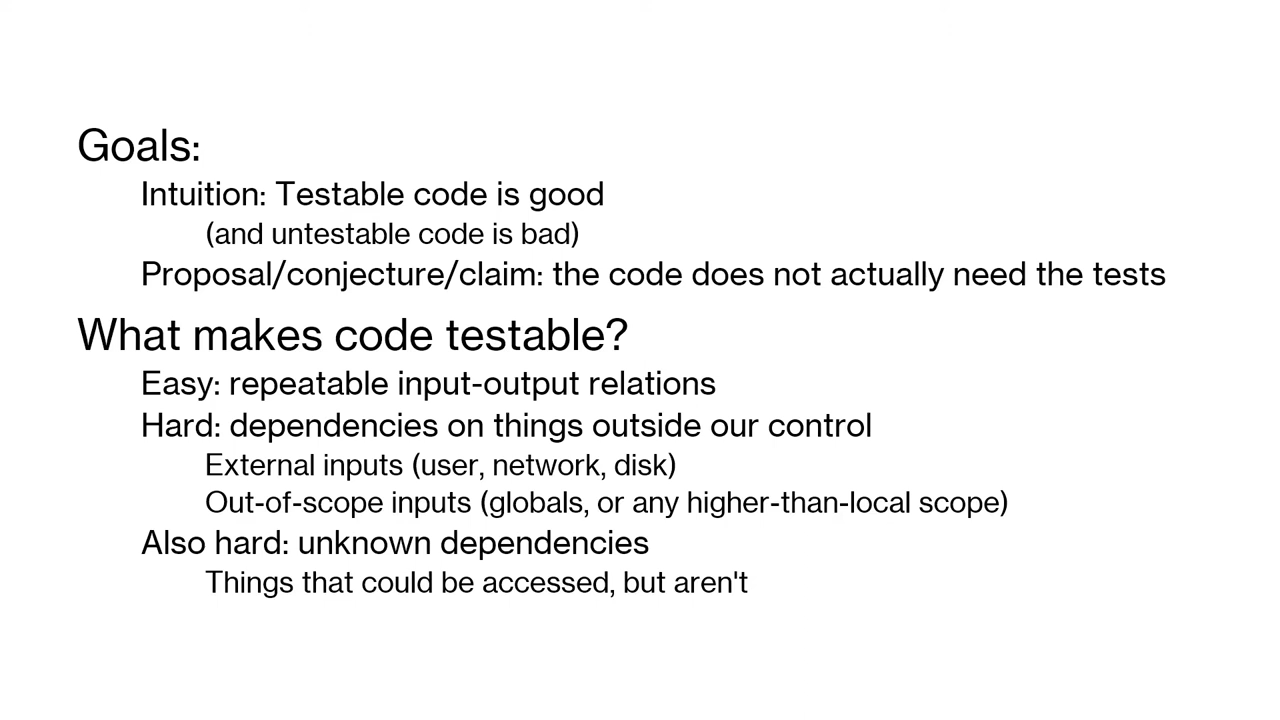 Goals:
Intuition: Testable code is good
(and untestable code is bad)
Proposal/conjecture/claim: the code does not actually need the tests
What makes code testable?
Easy: repeatable input-output relations
Hard: dependencies on things outside our control
External inputs (user, network, disk)
Out-of-scope inputs (globals, or any higher-than-local scope)
Also hard: unknown dependencies
Things that could be accessed, but aren't